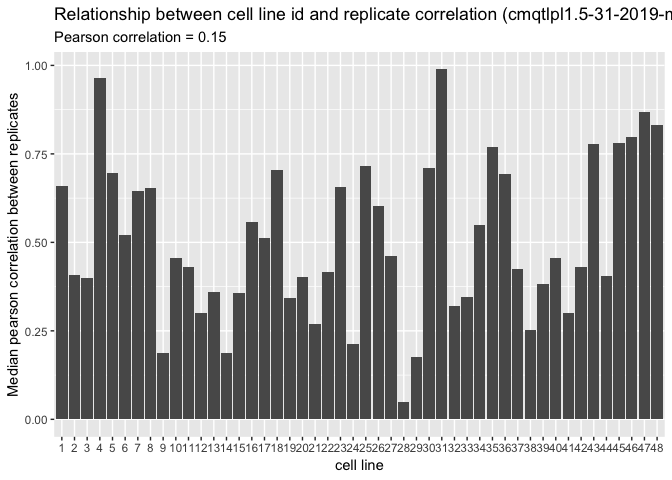 Relationship between cell line id and replicate correlation (cmqtlpl1.5-31-2019-m
Pearson correlation = 0.15
1.00
0.75
0.50
0.25
0.00
Median pearson correlation between replicates
1 2 3 4 5 6 7 8 9 10 11 12 13 14 15 16 17 18 19 20 21 22 23 24 25 26 27 28 29 30 31 32 33 34 35 36 37 38 39 40 41 42 43 44 45 46 47 48
cell line